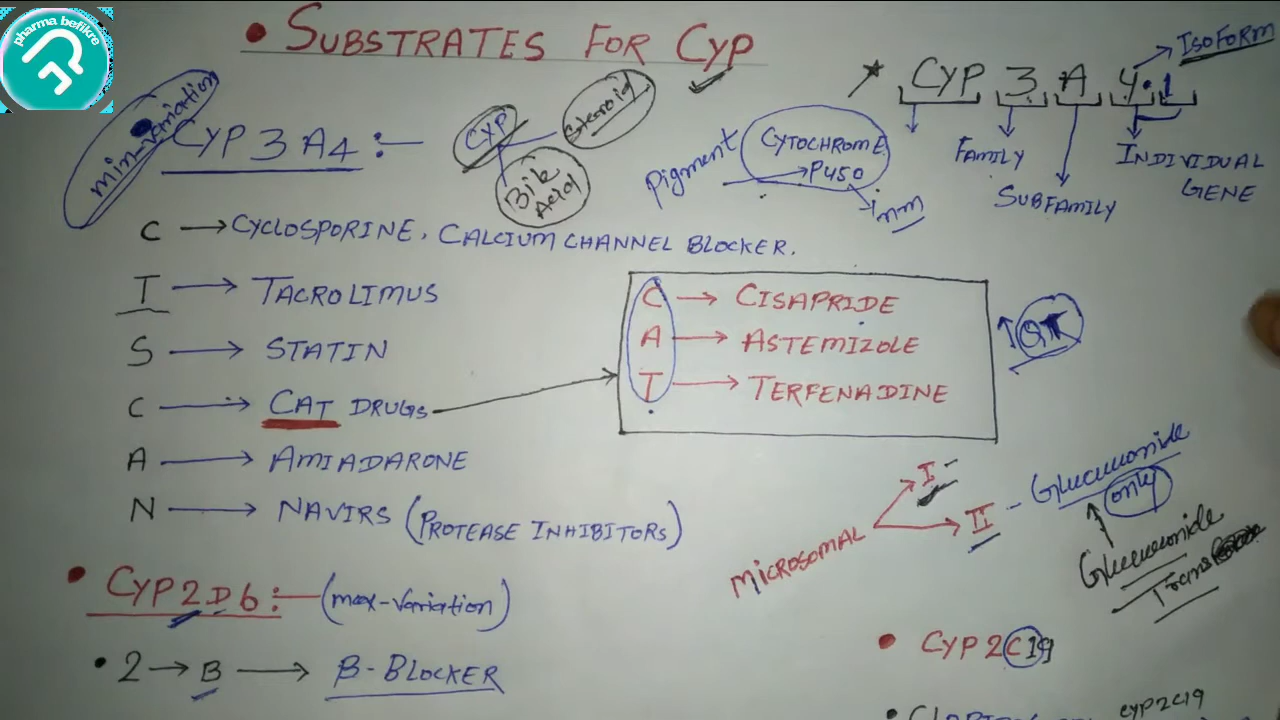 pharma befikre
• SUBSTRATES FOR CYP
ISOFORM
* CYP 3 A 4.1
FAMILY
SUBFAMILY
INDIVIDUAL GENE
min-variation
CYP 3 A4 :-
CYP
steroid
Bile Acid
Pigment
CYTOCHROME
P450
nm
C → CYCLOSPORINE, CALCIUM CHANNEL BLOCKER.
T → TACROLIMUS
S → STATIN
C → CAT DRUGS
A → AMIADARONE
N → NAVIRS (PROTEASE INHIBITORS)
C → CISAPRIDE
A → ASTEMIZOLE
T → TERFENADINE
↑ QT
MICROSOMAL
I -
II - Glucuronide
only
Glucuronide
• CYP2D6 :- (max-variation)
• 2 → B → β-BLOCKER
• CYP2C19
CYP2C19